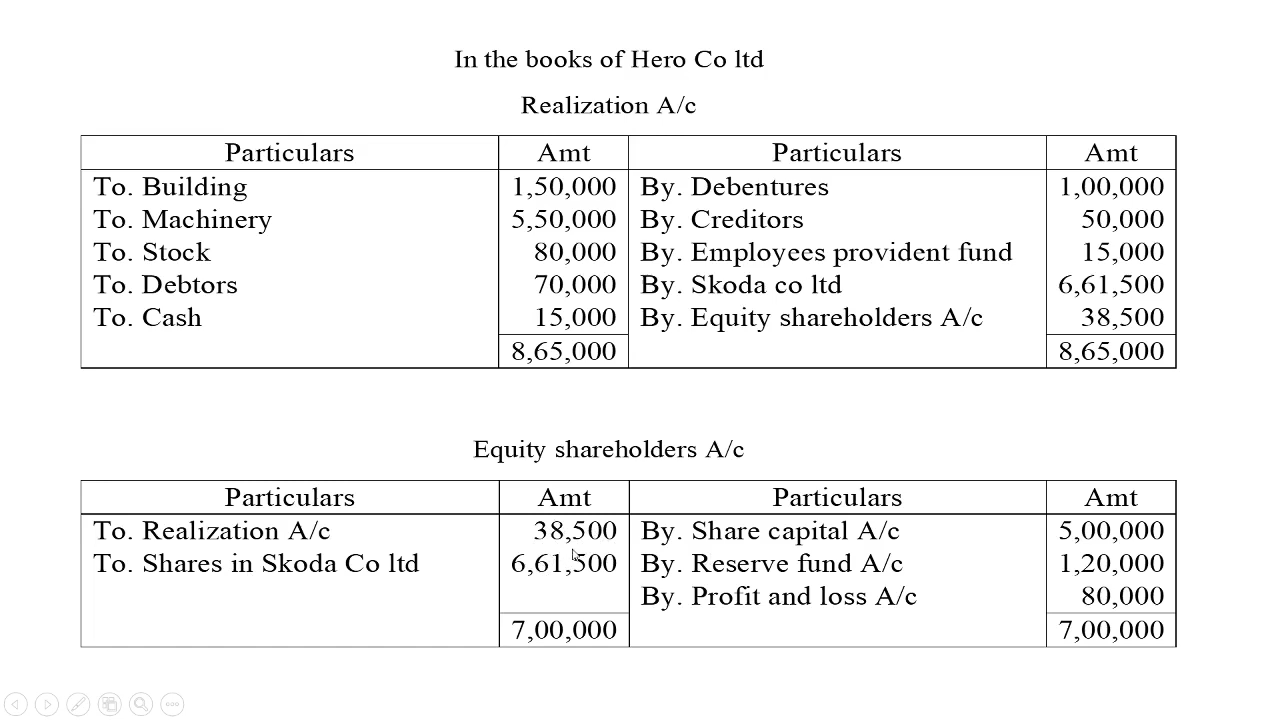 In the books of Hero Co ltd
Realization A/c
Particulars Amt Particulars Amt
To. Building 1,50,000 By. Debentures 1,00,000
To. Machinery 5,50,000 By. Creditors 50,000
To. Stock 80,000 By. Employees provident fund 15,000
To. Debtors 70,000 By. Skoda co ltd 6,61,500
To. Cash 15,000 By. Equity shareholders A/c 38,500
8,65,000 8,65,000
Equity shareholders A/c
Particulars Amt Particulars Amt
To. Realization A/c 38,500 By. Share capital A/c 5,00,000
To. Shares in Skoda Co ltd 6,61,500 By. Reserve fund A/c 1,20,000
By. Profit and loss A/c 80,000
7,00,000 7,00,000